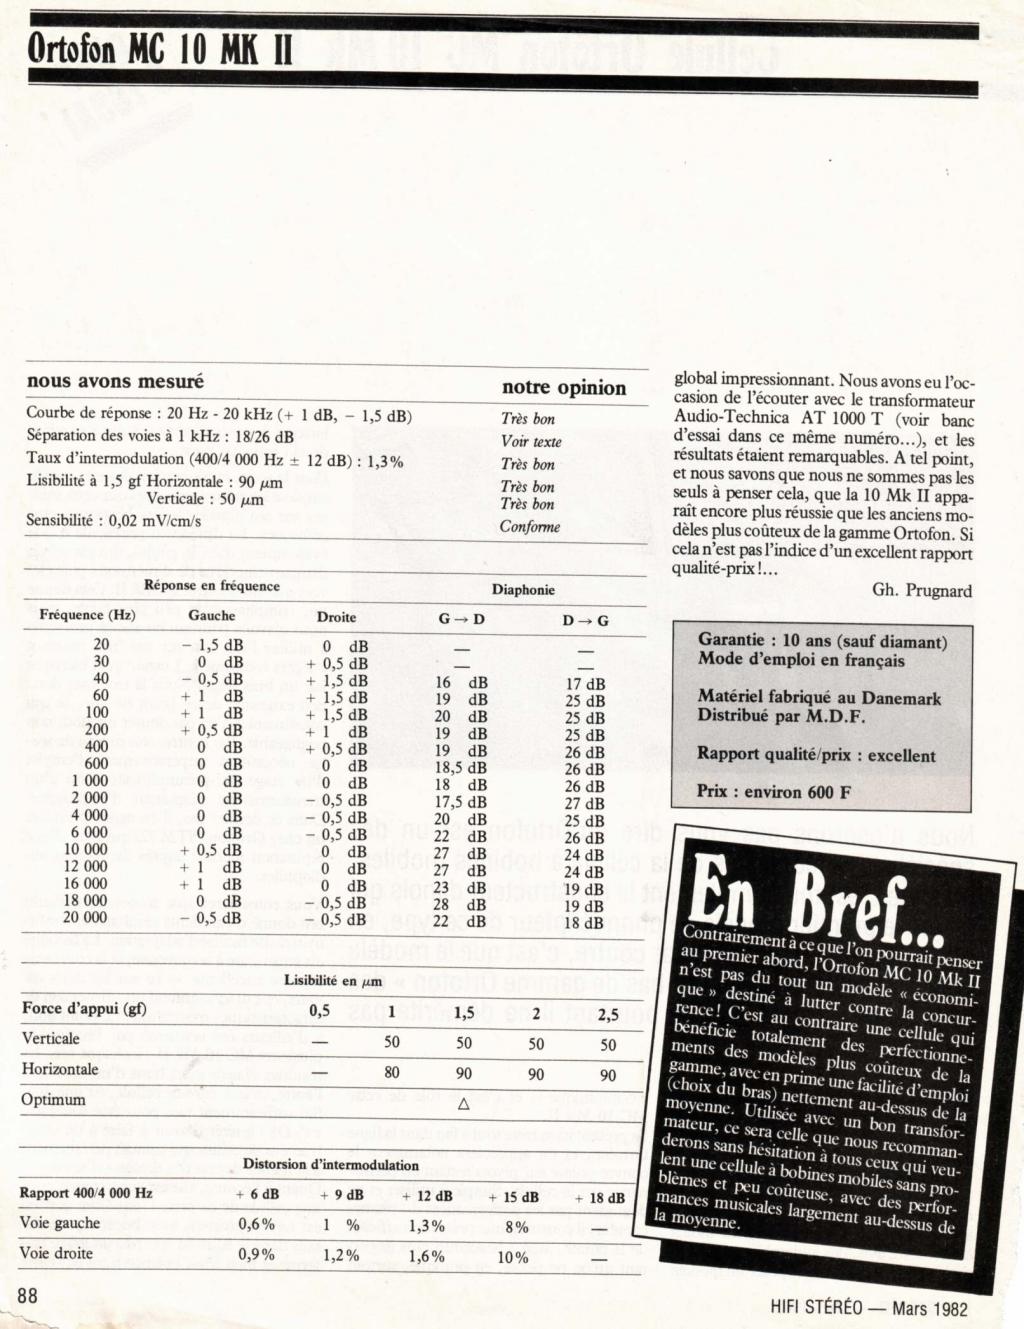 Ortofon MC 10 MK II
nous avons mesuré notre opinion
Courbe de réponse : 20 Hz - 20 kHz (+ 1 dB, − 1,5 dB) Très bon
Séparation des voies à 1 kHz : 18/26 dB Voir texte
Taux d'intermodulation (400/4 000 Hz ± 12 dB) : 1,3% Très bon
Lisibilité à 1,5 gf Horizontale : 90 μm Très bon
Verticale : 50 μm Très bon
Sensibilité : 0,02 mV/cm/s Conforme
Réponse en fréquence Diaphonie
Fréquence (Hz) Gauche Droite G → D D → G
20 − 1,5 dB 0 dB — —
30 0 dB + 0,5 dB — —
40 − 0,5 dB + 1,5 dB 16 dB 17 dB
60 + 1 dB + 1,5 dB 19 dB 25 dB
100 + 1 dB + 1,5 dB 20 dB 25 dB
200 + 0,5 dB + 1 dB 19 dB 25 dB
400 0 dB + 0,5 dB 19 dB 26 dB
600 0 dB 0 dB 18,5 dB 26 dB
1 000 0 dB 0 dB 18 dB 26 dB
2 000 0 dB − 0,5 dB 17,5 dB 27 dB
4 000 0 dB − 0,5 dB 20 dB 25 dB
6 000 0 dB − 0,5 dB 22 dB 26 dB
10 000 + 0,5 dB 0 dB 27 dB 24 dB
12 000 + 1 dB 0 dB 27 dB 24 dB
16 000 + 1 dB 0 dB 23 dB 19 dB
18 000 0 dB − 0,5 dB 28 dB 19 dB
20 000 − 0,5 dB − 0,5 dB 22 dB 18 dB
Lisibilité en μm
Force d'appui (gf) 0,5 1 1,5 2 2,5
Verticale — 50 50 50 50
Horizontale — 80 90 90 90
Optimum △
Distorsion d'intermodulation
Rapport 400/4 000 Hz + 6 dB + 9 dB + 12 dB + 15 dB + 18 dB
Voie gauche 0,6% 1 % 1,3% 8% —
Voie droite 0,9% 1,2% 1,6% 10% —
global impressionnant. Nous avons eu l'oc-
casion de l'écouter avec le transformateur
Audio-Technica AT 1000 T (voir banc
d'essai dans ce même numéro...), et les
résultats étaient remarquables. A tel point,
et nous savons que nous ne sommes pas les
seuls à penser cela, que la 10 Mk II appa-
raît encore plus réussie que les anciens mo-
dèles plus coûteux de la gamme Ortofon. Si
cela n'est pas l'indice d'un excellent rapport
qualité-prix !...
Gh. Prugnard
Garantie : 10 ans (sauf diamant)
Mode d'emploi en français
Matériel fabriqué au Danemark
Distribué par M.D.F.
Rapport qualité/prix : excellent
Prix : environ 600 F
En Bref...
Contrairement à ce que l'on pourrait penser
au premier abord, l'Ortofon MC 10 Mk II
n'est pas du tout un modèle « économi-
que » destiné à lutter contre la concur-
rence! C'est au contraire une cellule qui
bénéficie totalement des perfectionne-
ments des modèles plus coûteux de la
gamme, avec en prime une facilité d'emploi
(choix du bras) nettement au-dessus de la
moyenne. Utilisée avec un bon transfor-
mateur, ce sera celle que nous recomman-
derons sans hésitation à tous ceux qui veu-
lent une cellule à bobines mobiles sans pro-
blèmes et peu coûteuse, avec des perfor-
mances musicales largement au-dessus de
la moyenne.
88
HIFI STÉRÉO — Mars 1982